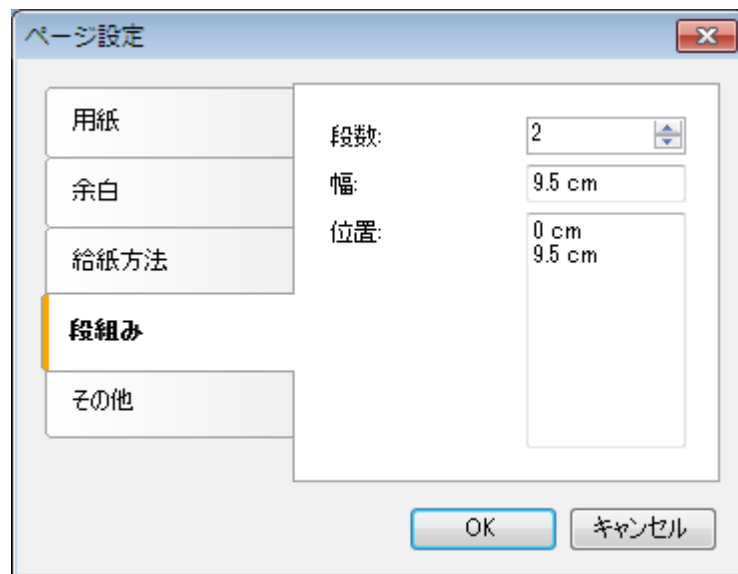 ページ設定
用紙
余白
給紙方法
段組み
その他
段数: 2
幅: 9.5 cm
位置: 0 cm
9.5 cm
OK キャンセル